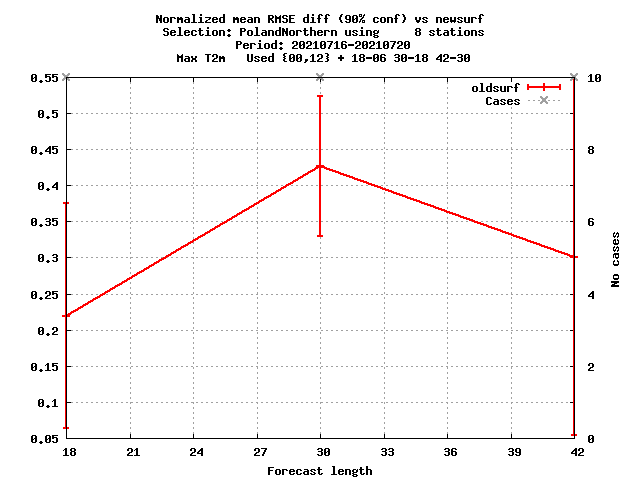 Normalized mean RMSE diff (90% conf) vs newsurf
Selection: PolandNorthern using     8 stations
Period: 20210716-20210720
Max T2m   Used {00,12} + 18-06 30-18 42-30
oldsurf
Cases
0.55
0.5
0.45
0.4
0.35
0.3
0.25
0.2
0.15
0.1
0.05
10
8
6
4
2
0
No cases
18 21 24 27 30 33 36 39 42
Forecast length